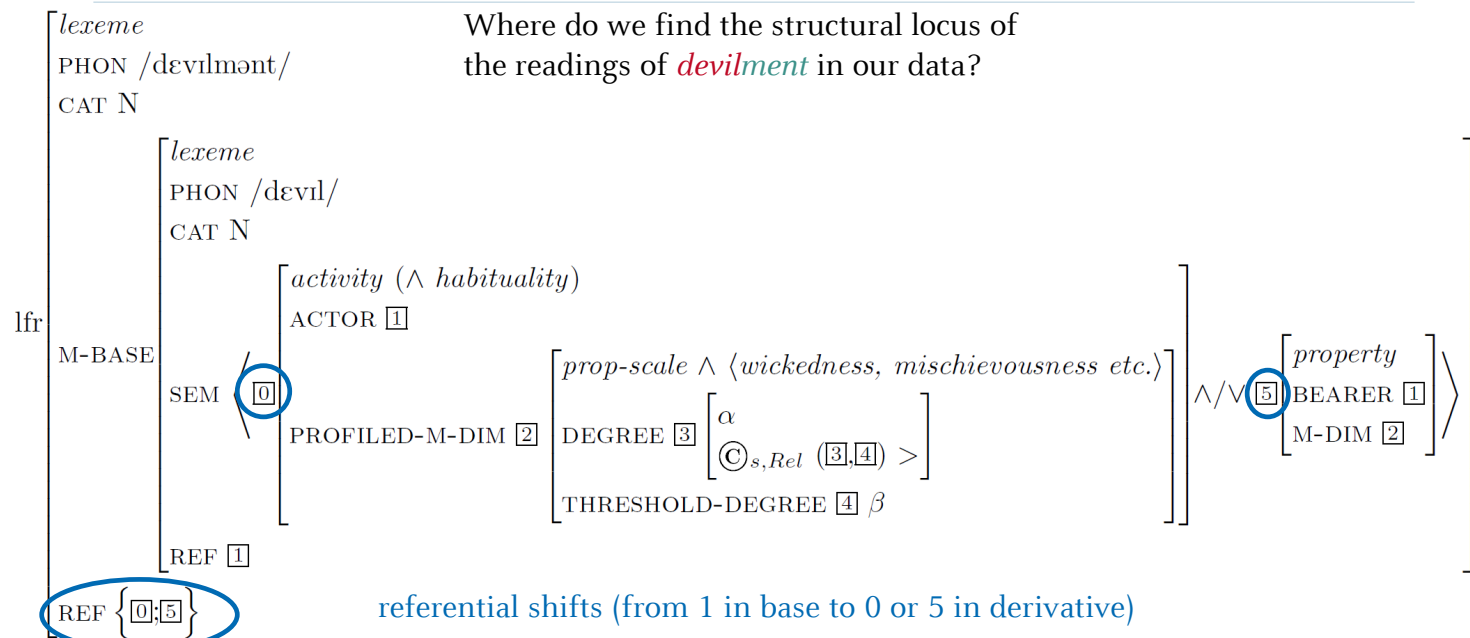 Where do we find the structural locus of
the readings of devilment in our data?
lexeme
PHON /dɛvɪlmənt/
CAT N
lexeme
PHON /dɛvɪl/
CAT N
activity (∧ habituality)
ACTOR 1
lfr
M-BASE
SEM ⟨ 0
PROFILED-M-DIM 2
prop-scale ∧ ⟨wickedness, mischievousness etc.⟩
DEGREE 3
α
©s,Rel (3,4) >
THRESHOLD-DEGREE 4 β
∧/∨ 5
property
BEARER 1
M-DIM 2
⟩
REF 1
REF {0;5}
referential shifts (from 1 in base to 0 or 5 in derivative)